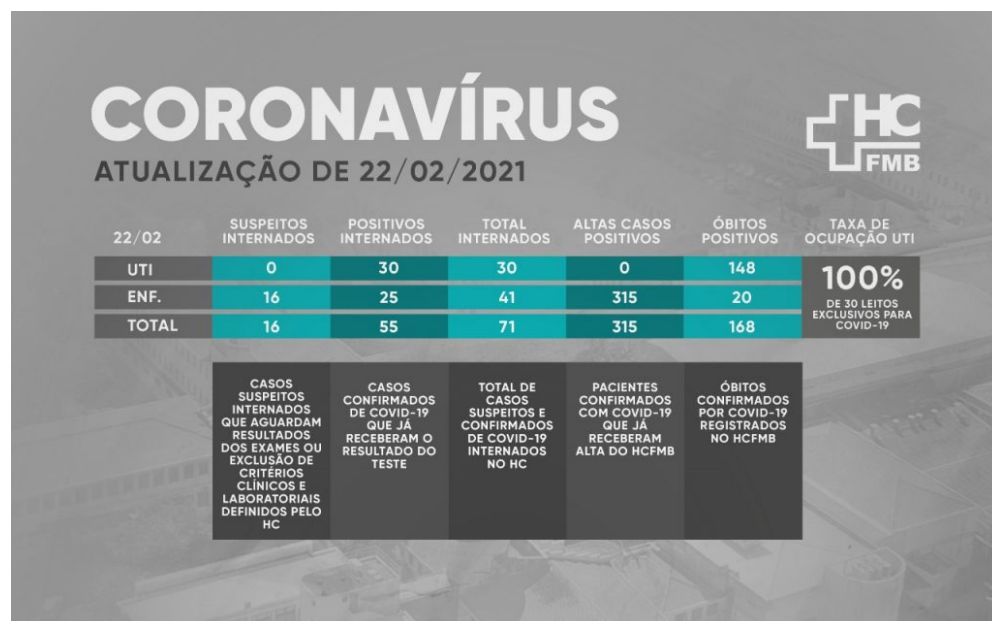 CORONAVÍRUS
ATUALIZAÇÃO DE 22/02/2021
HC
FMB
22/02
SUSPEITOS
INTERNADOS
POSITIVOS
INTERNADOS
TOTAL
INTERNADOS
ALTAS CASOS
POSITIVOS
ÓBITOS
POSITIVOS
TAXA DE
OCUPAÇÃO UTI
UTI 0 30 30 0 148
ENF. 16 25 41 315 20
TOTAL 16 55 71 315 168
100%
DE 30 LEITOS
EXCLUSIVOS PARA
COVID-19
CASOS
SUSPEITOS
INTERNADOS
QUE AGUARDAM
RESULTADOS
DOS EXAMES OU
EXCLUSÃO DE
CRITÉRIOS
CLÍNICOS E
LABORATORIAIS
DEFINIDOS PELO
HC
CASOS
CONFIRMADOS
DE COVID-19
QUE JÁ
RECEBERAM O
RESULTADO DO
TESTE
TOTAL DE
CASOS
SUSPEITOS E
CONFIRMADOS
DE COVID-19
INTERNADOS
NO HC
PACIENTES
CONFIRMADOS
COM COVID-19
QUE JÁ
RECEBERAM
ALTA DO HCFMB
ÓBITOS
CONFIRMADOS
POR COVID-19
REGISTRADOS
NO HCFMB